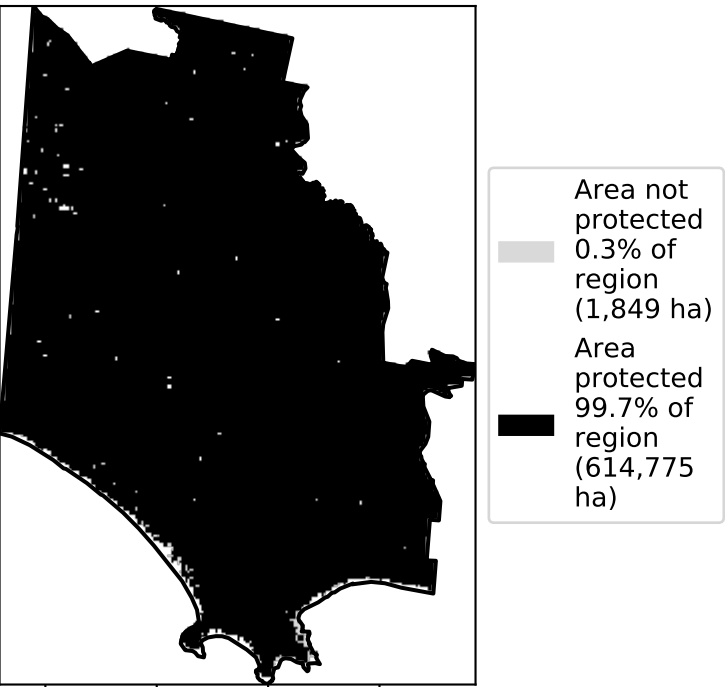 Area not
protected
0.3% of
region
(1,849 ha)
Area
protected
99.7% of
region
(614,775
ha)